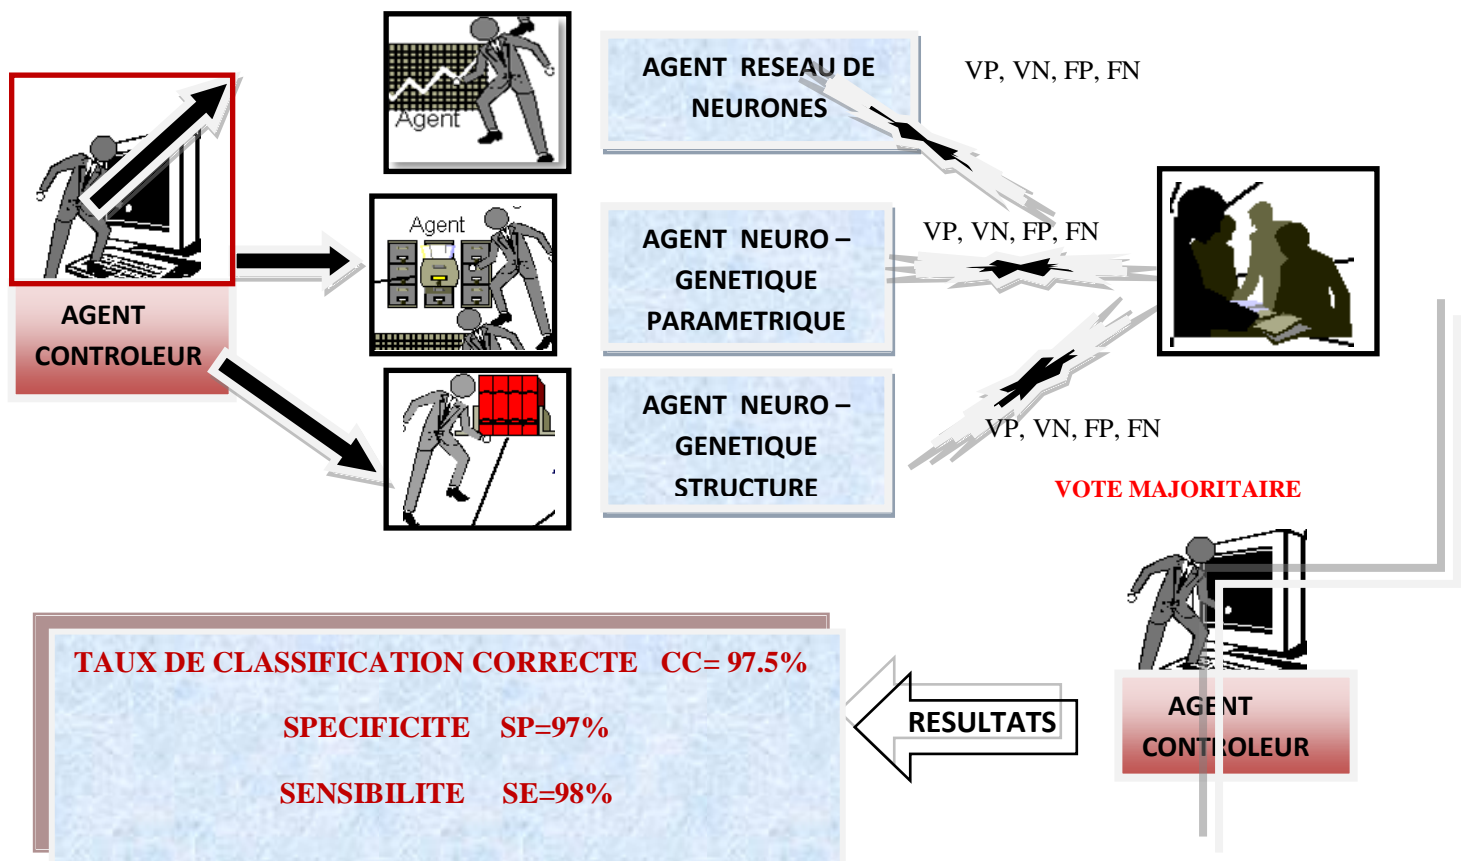 Agent
AGENT RESEAU DE
NEURONES
VP, VN, FP, FN
Agent
AGENT NEURO –
GENETIQUE
PARAMETRIQUE
VP, VN, FP, FN
AGENT
CONTROLEUR
AGENT NEURO –
GENETIQUE
STRUCTURE
VP, VN, FP, FN
VOTE MAJORITAIRE
TAUX DE CLASSIFICATION CORRECTE CC= 97.5%
SPECIFICITE SP=97%
SENSIBILITE SE=98%
RESULTATS
AGENT
CONTROLEUR